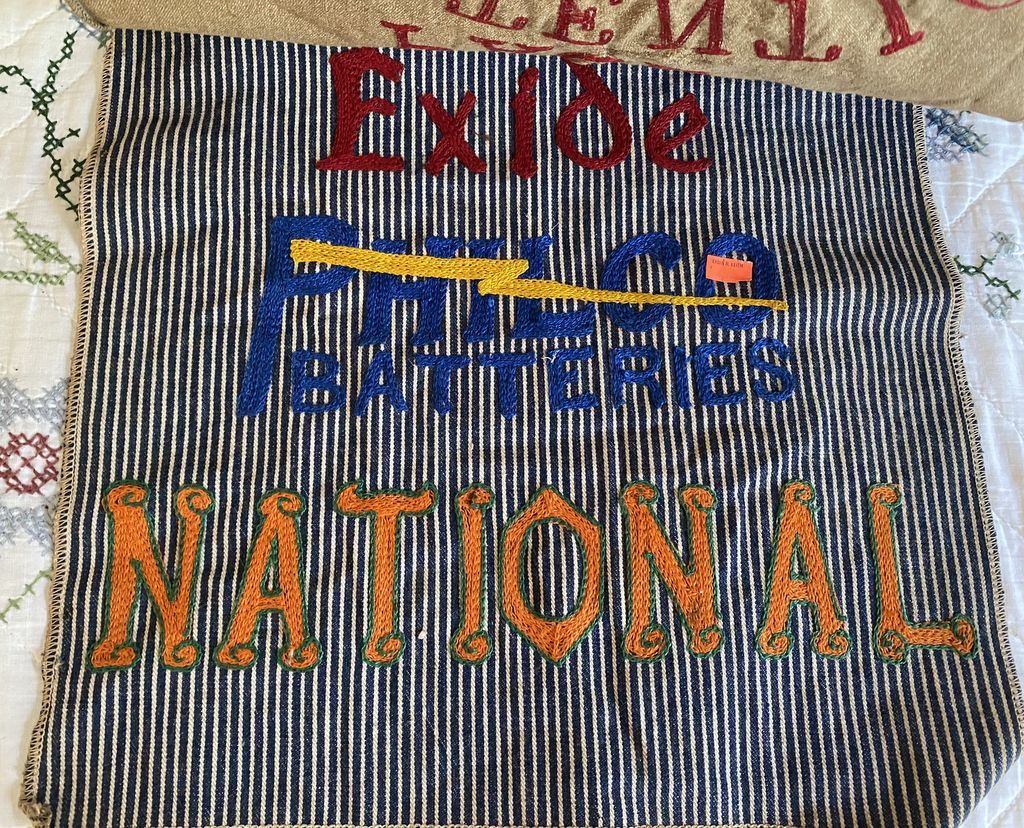 Exide
PHILCO
BATTERIES
NATIONAL